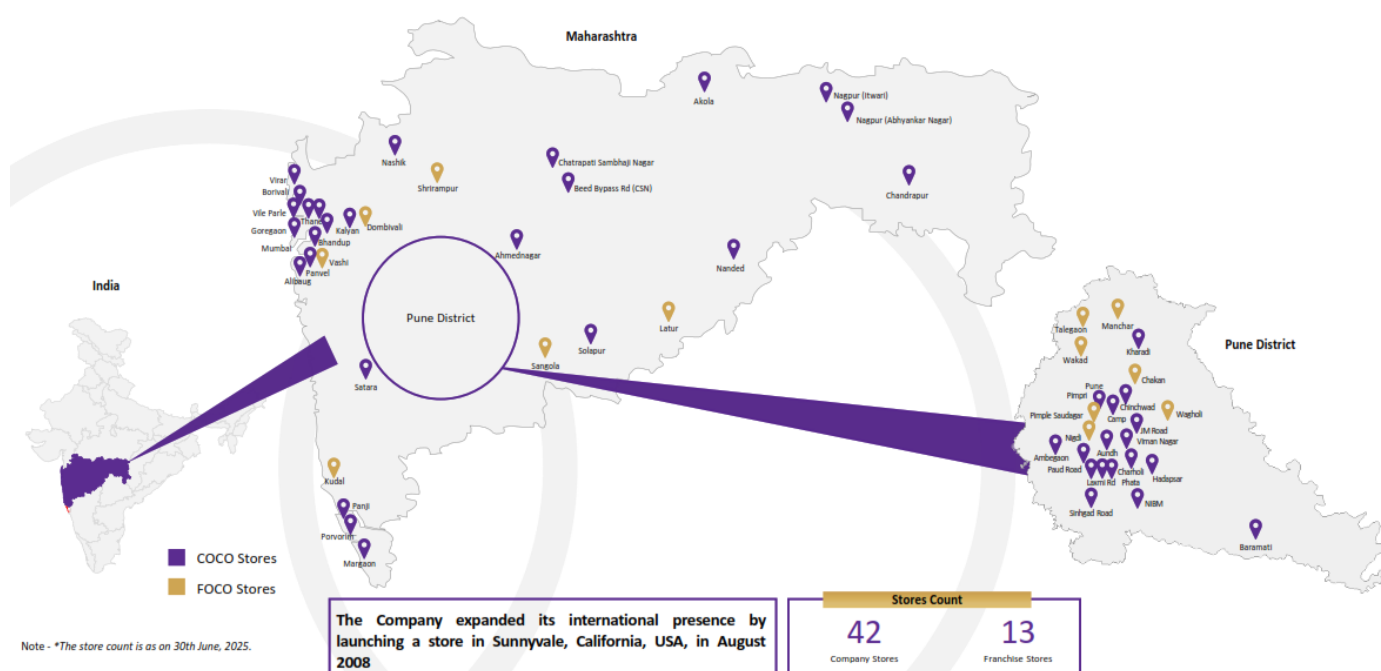 Maharashtra
Akola
Nagpur (Itwari)
Nagpur (Abhyankar Nagar)
Nashik
Chatrapati Sambhaji Nagar
Shrirampur
Beed Bypass Rd (CSN)
Chandrapur
Virar
Borivali
Vile Parle
Thane
Goregaon
Kalyan
Dombivali
Bhandup
Mumbai
Vashi
Panvel
Alibaug
Ahmednagar
Nanded
India
Pune District
Latur
Solapur
Sangola
Satara
Kudal
Panji
Porvorim
Margaon
Talegaon
Manchar
Kharadi
Pune District
Wakad
Chakan
Pune
Pimpri
Chinchwad
Pimple Saudagar
Camp
Wagholi
JM Road
Nigdi
Viman Nagar
Aundh
Ambegaon
Paud Road
Charholi
Phata
Hadapsar
Laxmi Rd
Sinhgad Road
NIBM
Baramati
COCO Stores
FOCO Stores
The Company expanded its international presence by
launching a store in Sunnyvale, California, USA, in August
2008
Stores Count
42 13
Company Stores Franchise Stores
Note - *The store count is as on 30th June, 2025.